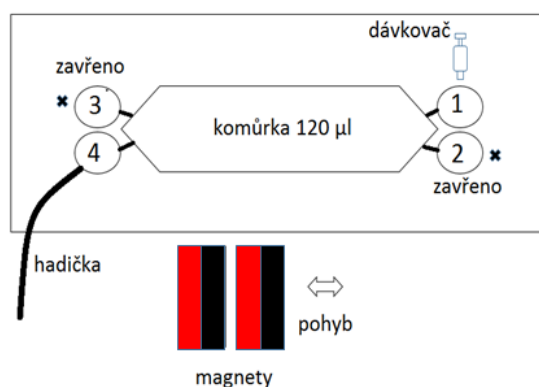 dávkovač
zavřeno
3
1
komůrka 120 µl
4
2
zavřeno
hadička
pohyb
magnety